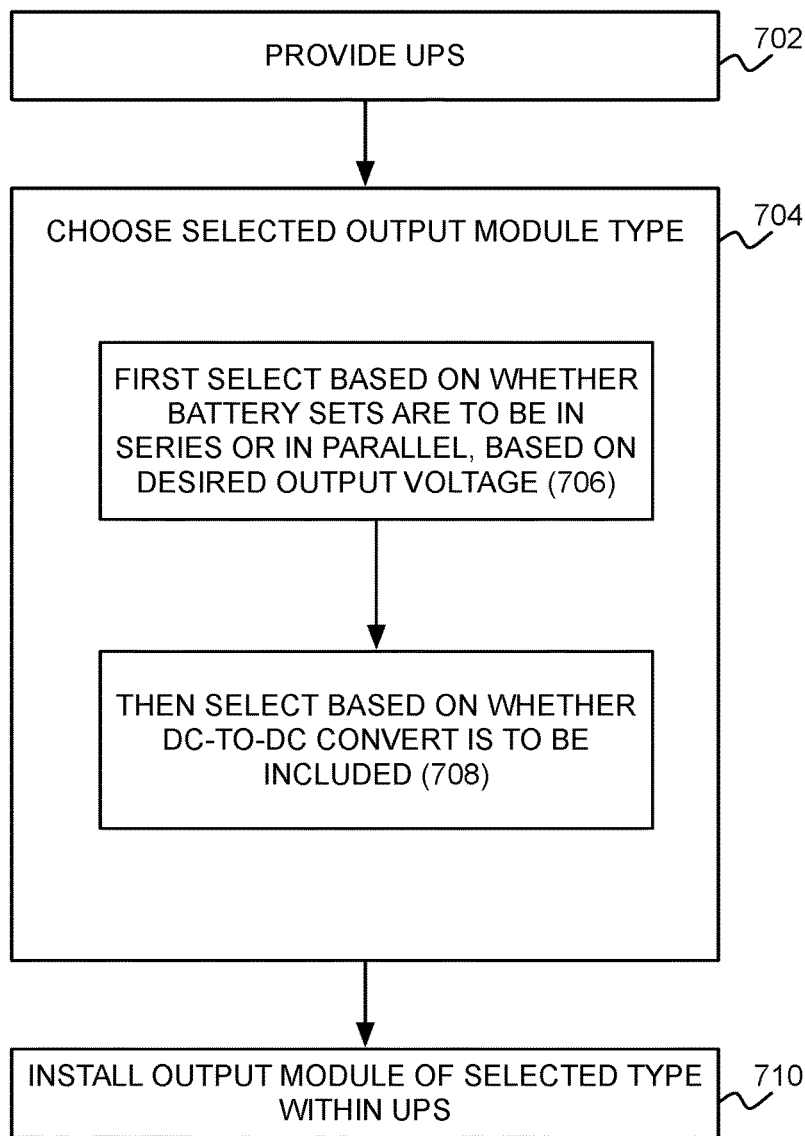 PROVIDE UPS
702
CHOOSE SELECTED OUTPUT MODULE TYPE
704
FIRST SELECT BASED ON WHETHER
BATTERY SETS ARE TO BE IN
SERIES OR IN PARALLEL, BASED ON
DESIRED OUTPUT VOLTAGE (706)
THEN SELECT BASED ON WHETHER
DC-TO-DC CONVERT IS TO BE
INCLUDED (708)
INSTALL OUTPUT MODULE OF SELECTED TYPE
WITHIN UPS
710